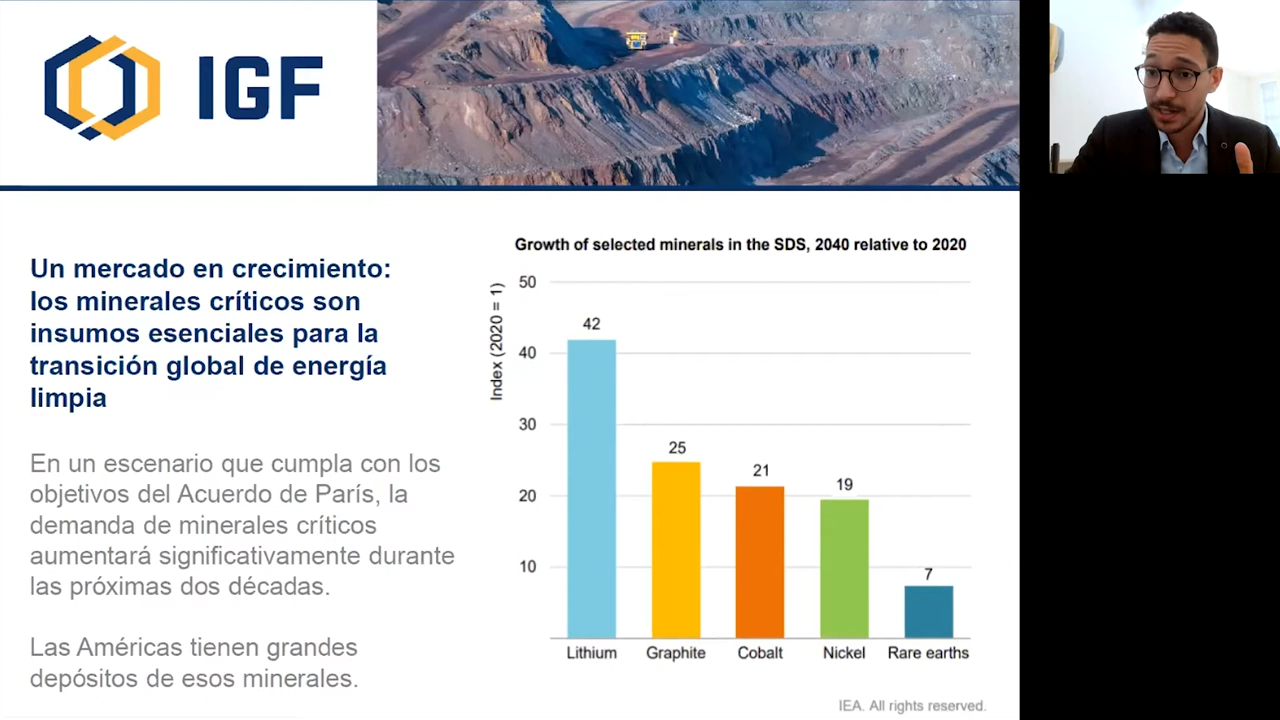 IGF
Un mercado en crecimiento:
los minerales críticos son
insumos esenciales para la
transición global de energía
limpia
En un escenario que cumpla con los
objetivos del Acuerdo de París, la
demanda de minerales críticos
aumentará significativamente durante
las próximas dos décadas.
Las Américas tienen grandes
depósitos de esos minerales.
Growth of selected minerals in the SDS, 2040 relative to 2020
Index (2020 = 1)
50
40
30
20
10
42
25
21
19
7
Lithium
Graphite
Cobalt
Nickel
Rare earths
IEA. All rights reserved.